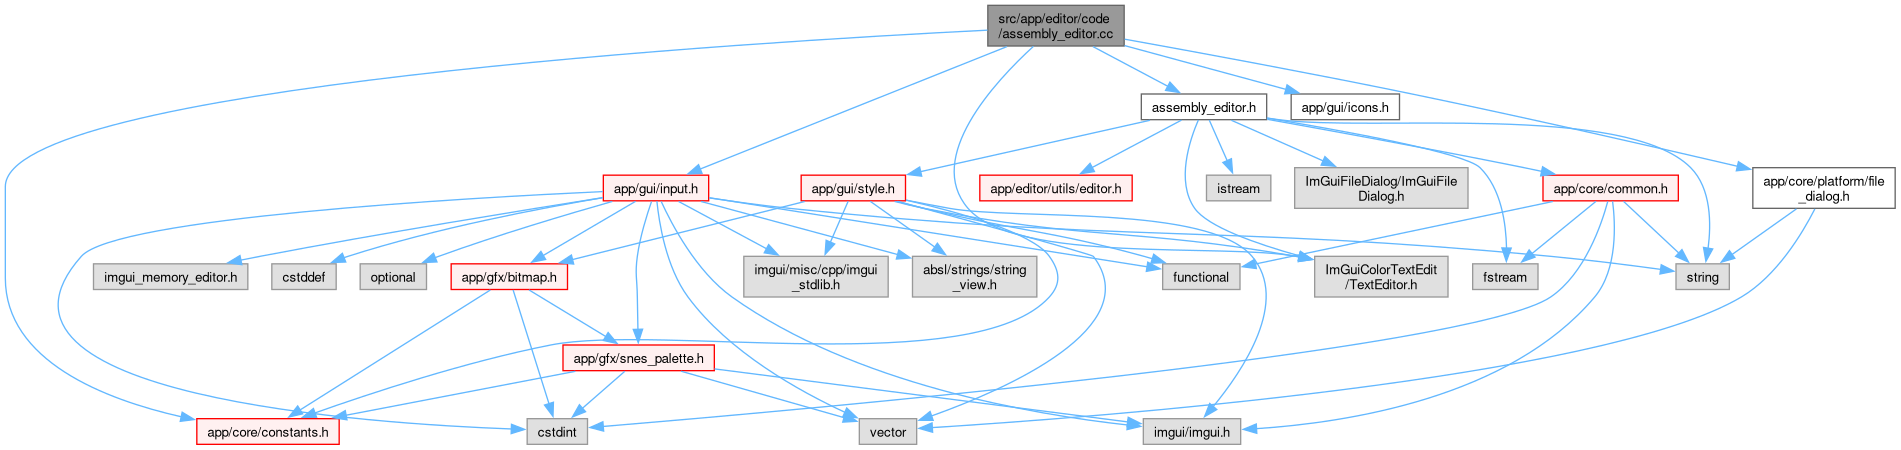 src/app/editor/code
/assembly_editor.cc
assembly_editor.h
app/gui/icons.h
app/gui/input.h
app/gui/style.h
app/editor/utils/editor.h
istream
ImGuiFileDialog/ImGuiFile
Dialog.h
app/core/common.h
app/core/platform/file
_dialog.h
imgui_memory_editor.h
cstddef
optional
app/gfx/bitmap.h
imgui/misc/cpp/imgui
_stdlib.h
absl/strings/string
_view.h
functional
ImGuiColorTextEdit
/TextEditor.h
fstream
string
app/gfx/snes_palette.h
app/core/constants.h
cstdint
vector
imgui/imgui.h